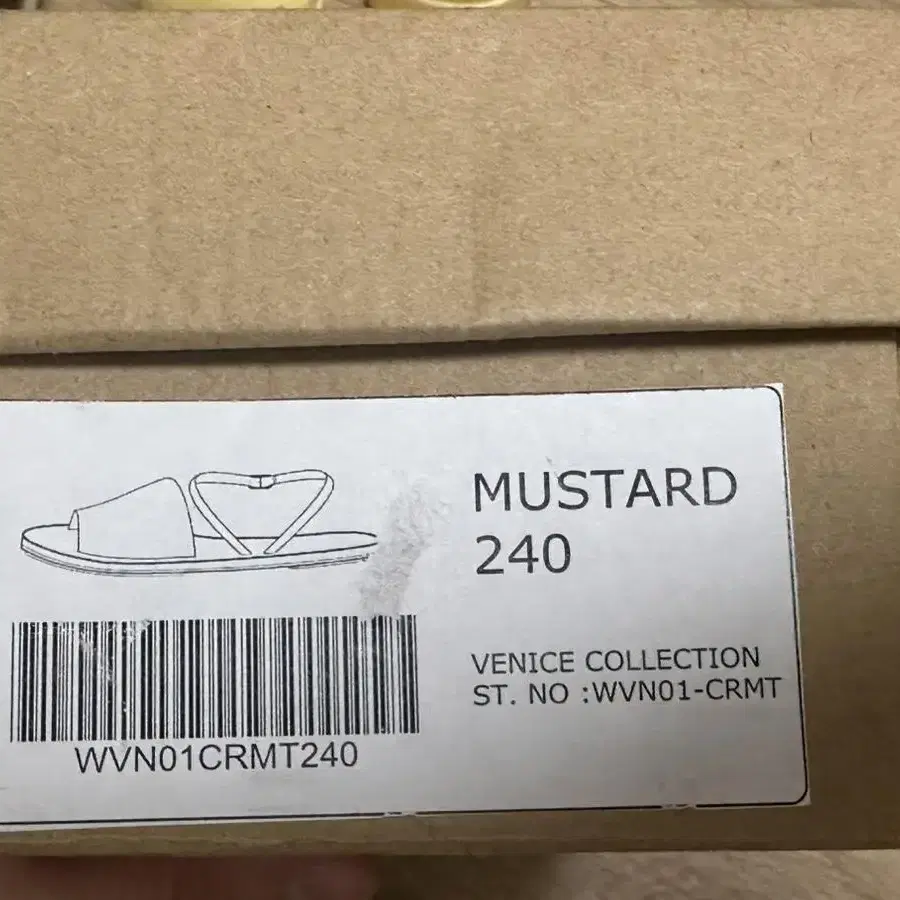 MUSTARD
240
VENICE COLLECTION
ST. NO :WVN01-CRMT
WVN01CRMT240